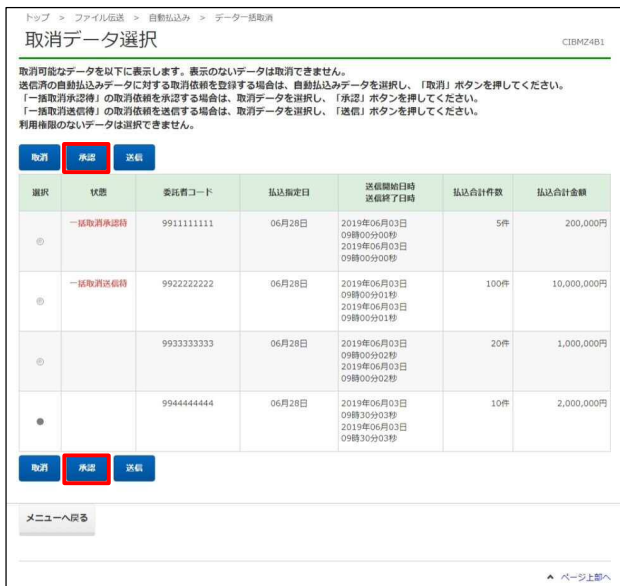 トップ > ファイル伝送 > 自動払込み > データ一括取消
取消データ選択
CIBMZ4B1
取消可能なデータを以下に表示します。表示のないデータは取消できません。
送信済の自動払込みデータに対する取消依頼を登録する場合は、自動払込みデータを選択し、「取消」ボタンを押してください。
「一括取消承認待」の取消依頼を承認する場合は、取消データを選択し、「承認」ボタンを押してください。
「一括取消送信待」の取消依頼を送信する場合は、取消データを選択し、「送信」ボタンを押してください。
利用権限のないデータは選択できません。
取消 承認 送信
選択 状態 委託者コード 払込指定日 送信開始日時 払込合計件数 払込合計金額
送信終了日時
一括取消承認待 9911111111 06月28日 2019年06月03日 5件 200,000円
09時00分00秒
2019年06月03日
09時00分00秒
一括取消送信待 9922222222 06月28日 2019年06月03日 100件 10,000,000円
09時00分01秒
2019年06月03日
09時00分01秒
9933333333 06月28日 2019年06月03日 20件 1,000,000円
09時00分02秒
2019年06月03日
09時00分02秒
9944444444 06月28日 2019年06月03日 10件 2,000,000円
09時30分03秒
2019年06月03日
09時30分03秒
取消 承認 送信
メニューへ戻る
ページ上部へ